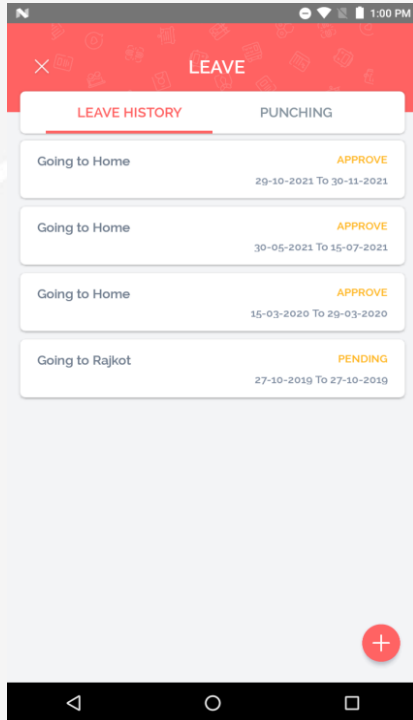 1:00 PM
LEAVE
LEAVE HISTORY PUNCHING
Going to Home APPROVE
29-10-2021 To 30-11-2021
Going to Home APPROVE
30-05-2021 To 15-07-2021
Going to Home APPROVE
15-03-2020 To 29-03-2020
Going to Rajkot PENDING
27-10-2019 To 27-10-2019